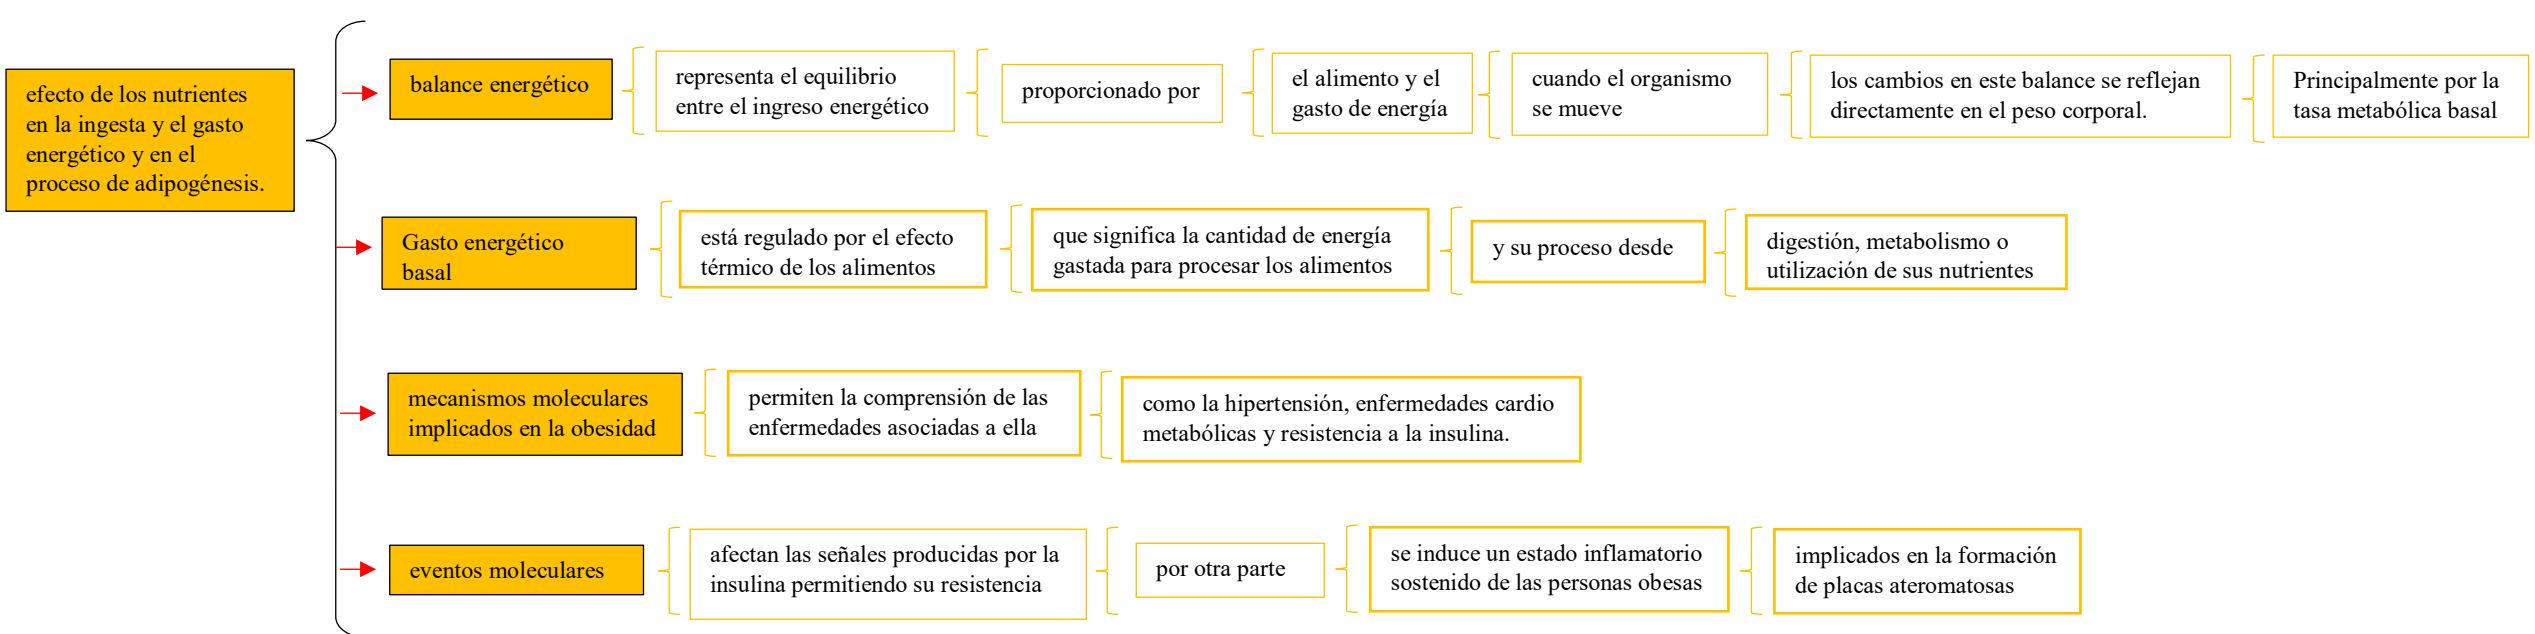 efecto de los nutrientes
en la ingesta y el gasto
energético y en el
proceso de adipogénesis.
balance energético
representa el equilibrio
entre el ingreso energético
proporcionado por
el alimento y el
gasto de energía
cuando el organismo
se mueve
los cambios en este balance se reflejan
directamente en el peso corporal.
Principalmente por la
tasa metabólica basal
Gasto energético
basal
está regulado por el efecto
térmico de los alimentos
que significa la cantidad de energía
gastada para procesar los alimentos
y su proceso desde
digestión, metabolismo o
utilización de sus nutrientes
mecanismos moleculares
implicados en la obesidad
permiten la comprensión de las
enfermedades asociadas a ella
como la hipertensión, enfermedades cardio
metabólicas y resistencia a la insulina.
eventos moleculares
afectan las señales producidas por la
insulina permitiendo su resistencia
por otra parte
se induce un estado inflamatorio
sostenido de las personas obesas
implicados en la formación
de placas ateromatosas